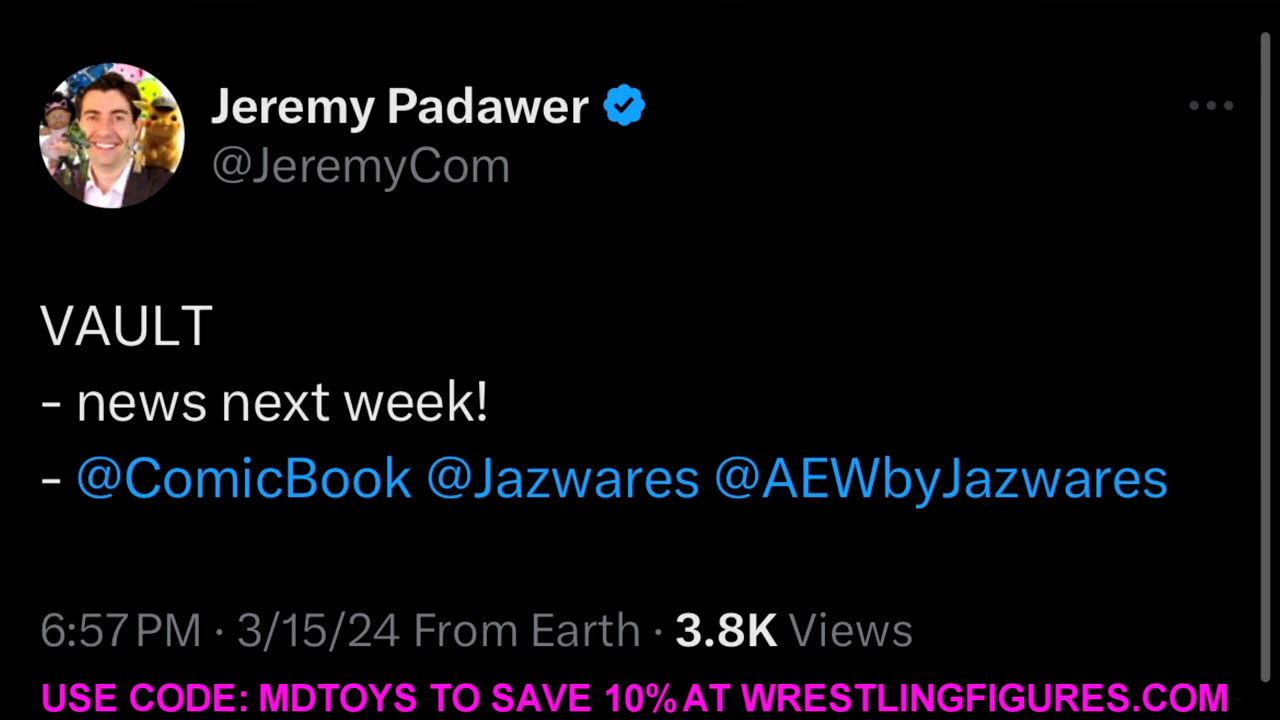 Jeremy Padawer
@JeremyCom
VAULT
- news next week!
- @ComicBook @Jazwares @AEWbyJazwares
6:57 PM · 3/15/24 From Earth · 3.8K Views
USE CODE: MDTOYS TO SAVE 10% AT WRESTLINGFIGURES.COM